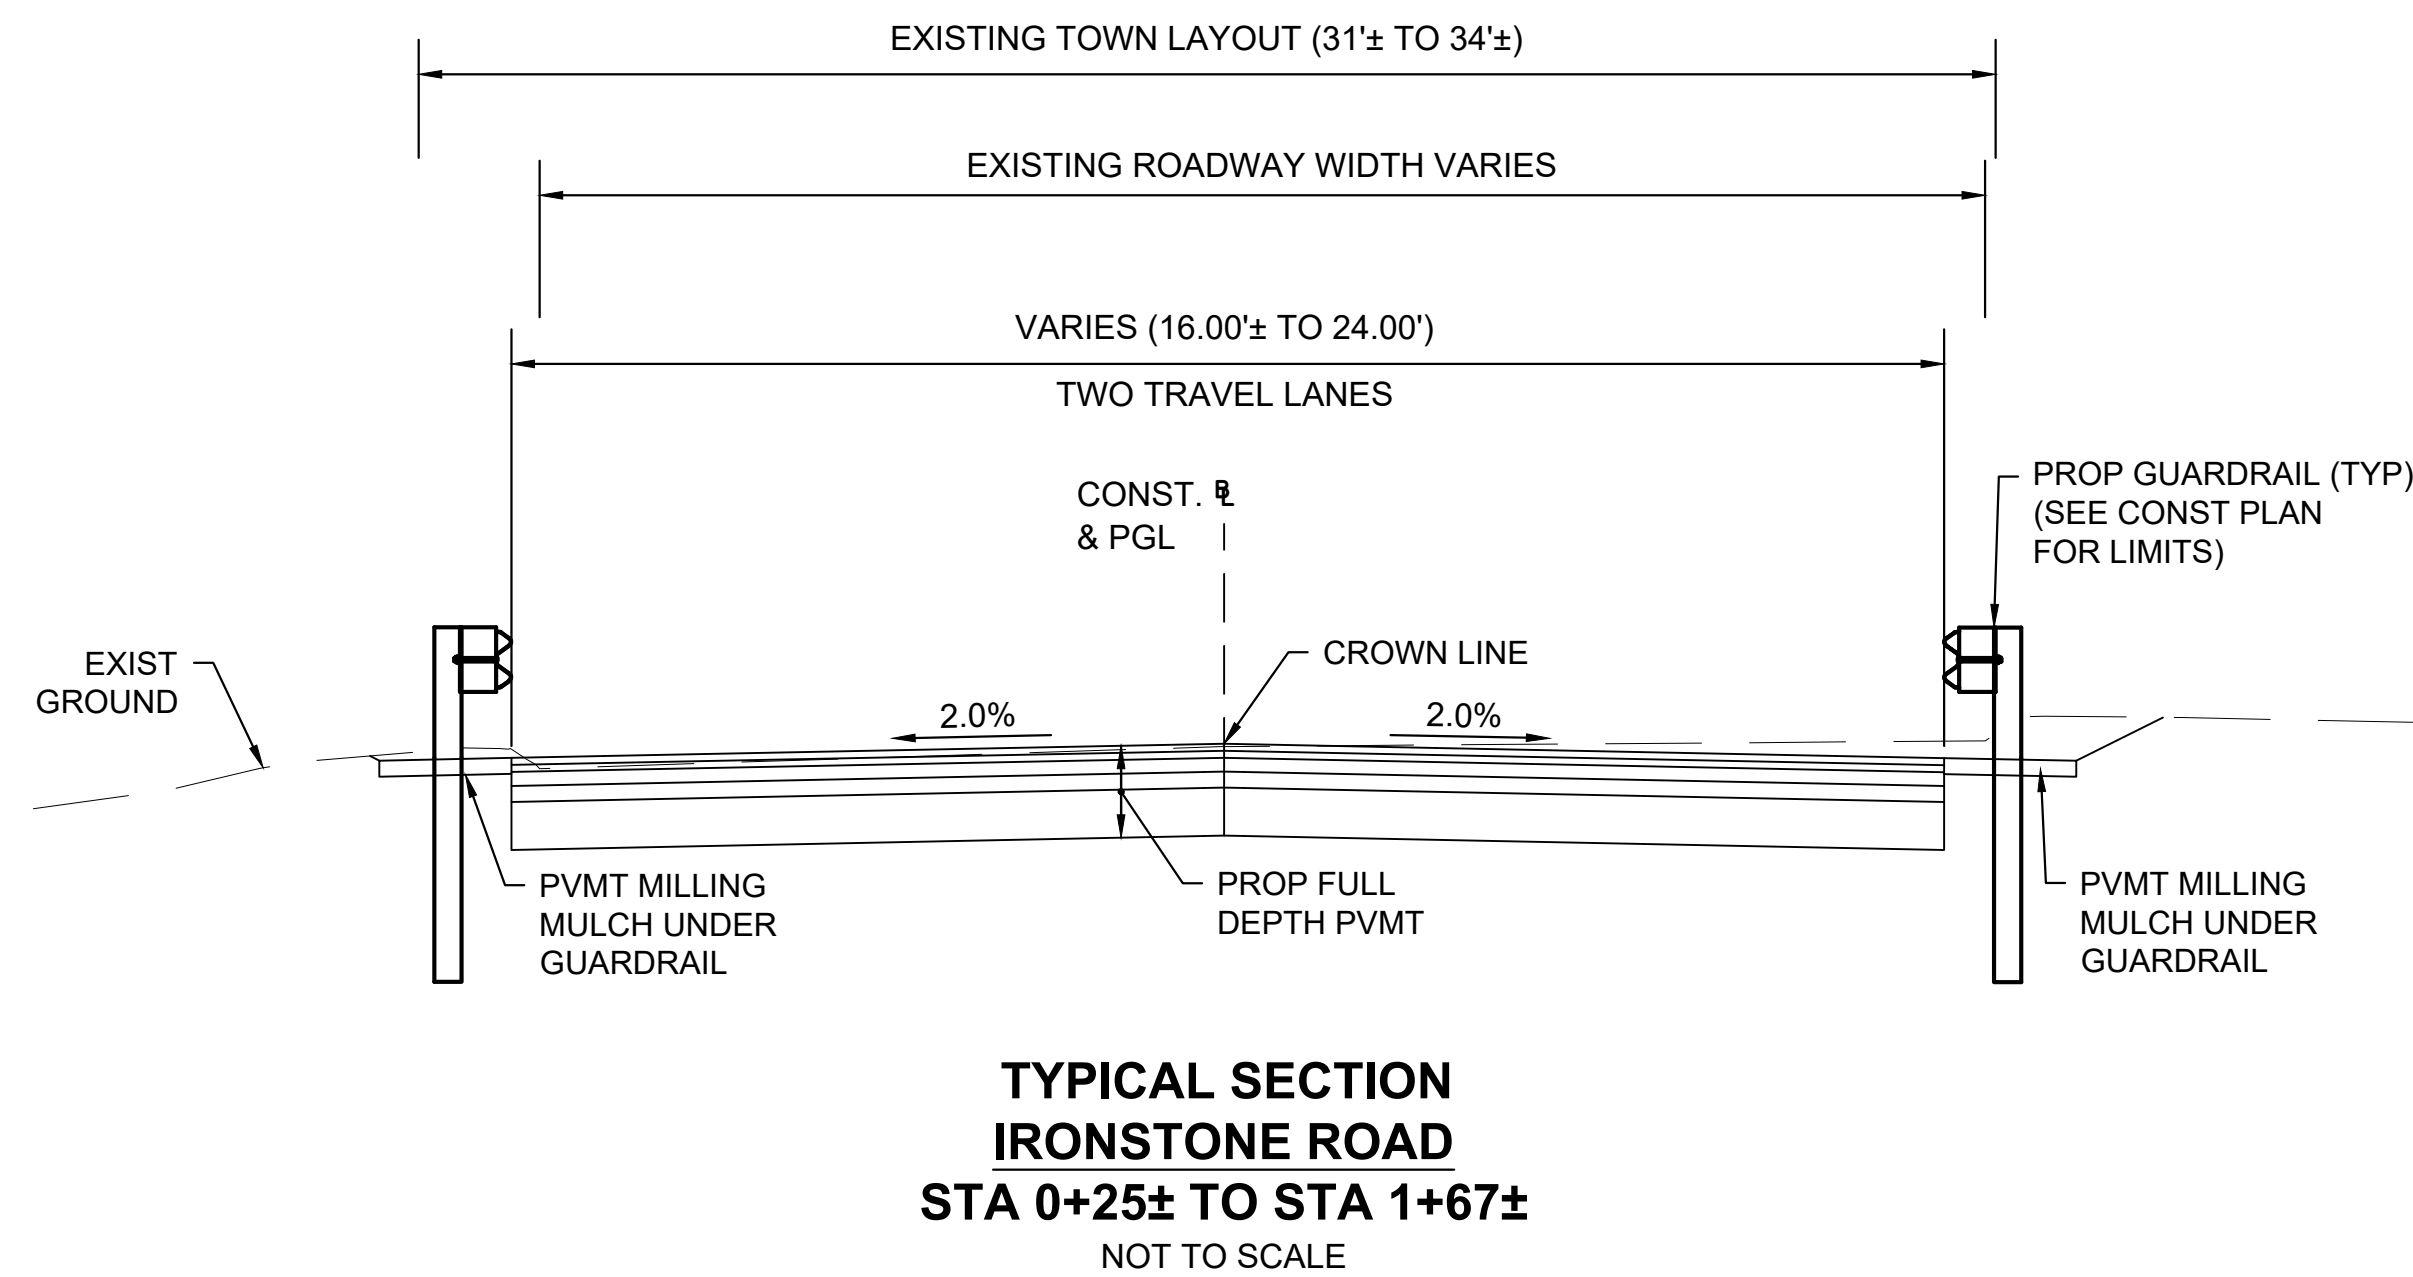 EXISTING TOWN LAYOUT (31'± TO 34'±)
EXISTING ROADWAY WIDTH VARIES
VARIES (16.00'± TO 24.00')
TWO TRAVEL LANES
CONST. BL
& PGL
PROP GUARDRAIL (TYP)
(SEE CONST PLAN
FOR LIMITS)
EXIST
GROUND
CROWN LINE
2.0%
2.0%
PVMT MILLING
MULCH UNDER
GUARDRAIL
PROP FULL
DEPTH PVMT
PVMT MILLING
MULCH UNDER
GUARDRAIL
TYPICAL SECTION
IRONSTONE ROAD
STA 0+25± TO STA 1+67±
NOT TO SCALE